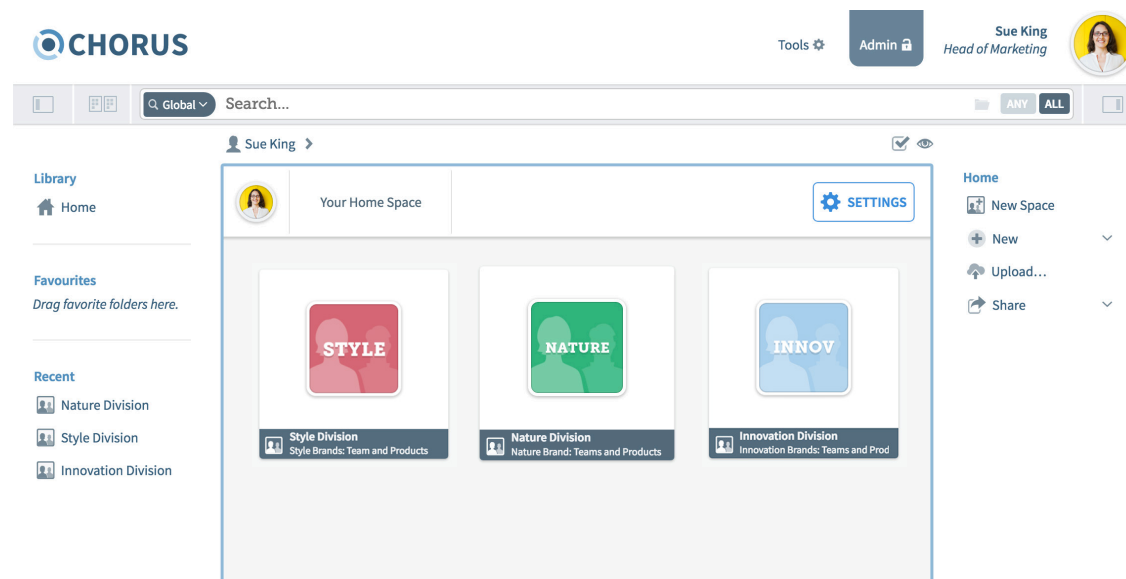 CHORUS
Tools
Admin
Sue King
Head of Marketing
Global
Search...
ANY
ALL
Sue King
Library
Home
Favourites
Drag favorite folders here.
Recent
Nature Division
Style Division
Innovation Division
Your Home Space
SETTINGS
STYLE
Style Division
Style Brands: Team and Products
NATURE
Nature Division
Nature Brand: Teams and Products
INNOV
Innovation Division
Innovation Brands: Teams and Prod
Home
New Space
New
Upload...
Share